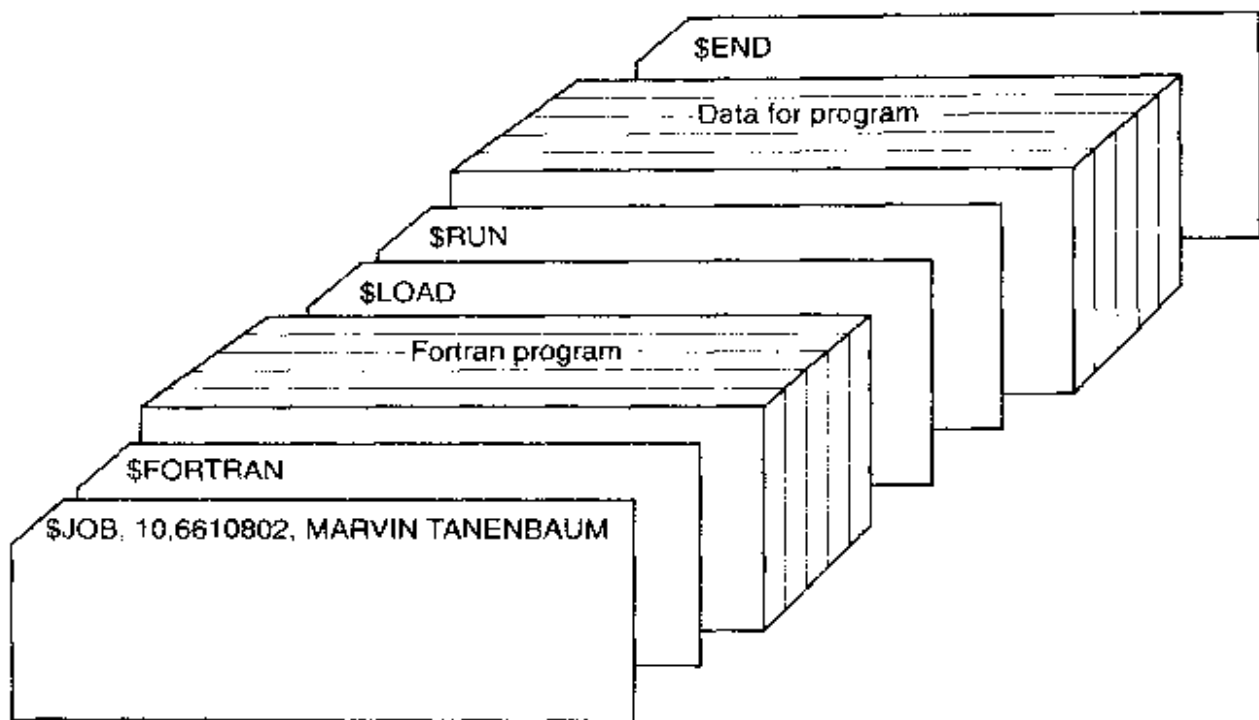 $END
Data for program
$RUN
$LOAD
Fortran program
$FORTRAN
$JOB, 10,6610802, MARVIN TANENBAUM